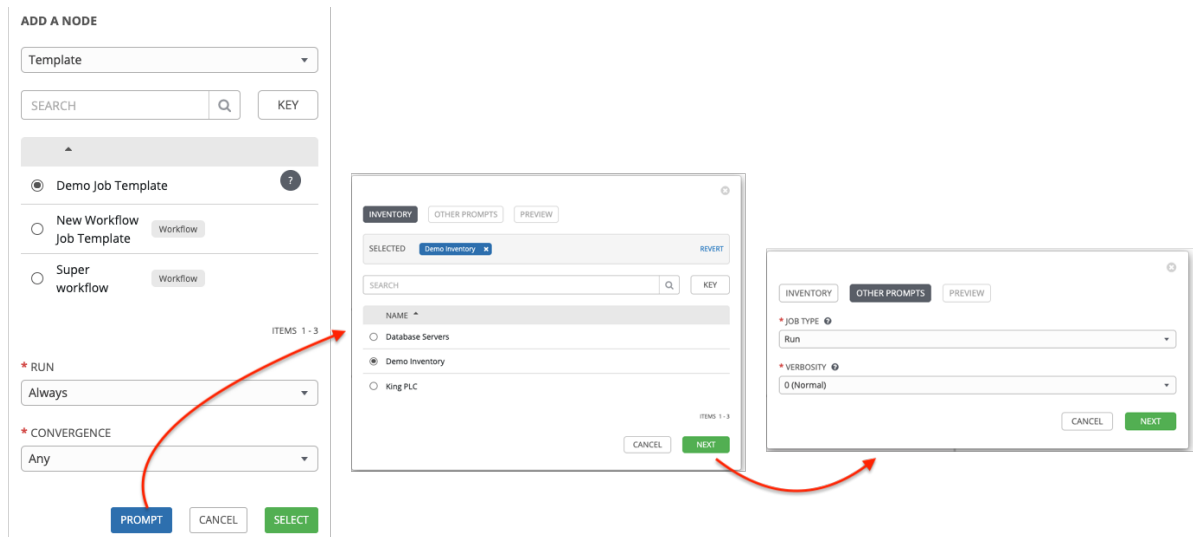 ADD A NODE
Template
SEARCH
KEY
Demo Job Template
?
New Workflow
Job Template
Workflow
Super
workflow
Workflow
ITEMS 1 - 3
* RUN
Always
* CONVERGENCE
Any
PROMPT CANCEL SELECT
INVENTORY OTHER PROMPTS PREVIEW
SELECTED Demo Inventory x REVERT
SEARCH KEY
NAME
Database Servers
Demo Inventory
King PLC
ITEMS 1 - 3
CANCEL NEXT
INVENTORY OTHER PROMPTS PREVIEW
* JOB TYPE ?
Run
* VERBOSITY ?
0 (Normal)
CANCEL NEXT